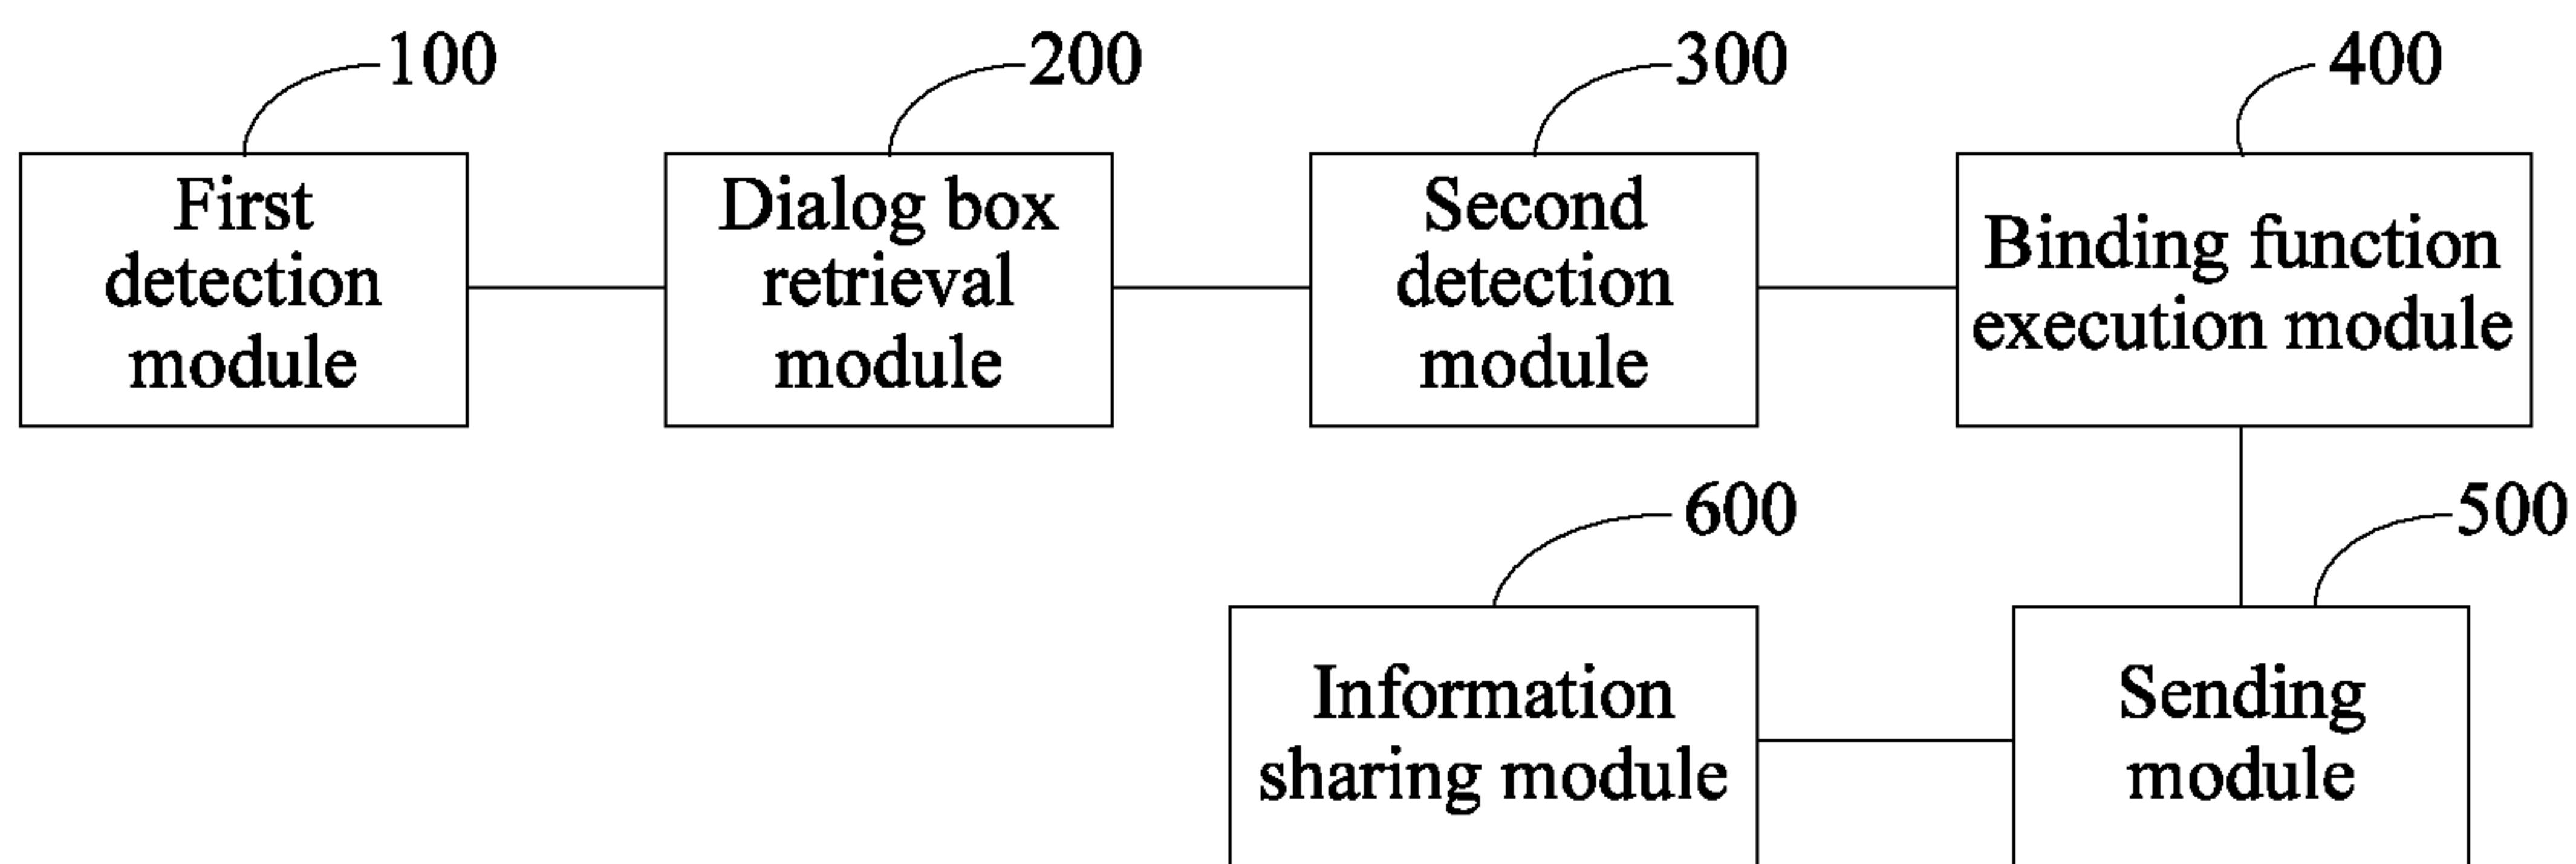 100
200
300
400
First
detection
module
Dialog box
retrieval
module
Second
detection
module
Binding function
execution module
600
500
Information
sharing module
Sending
module